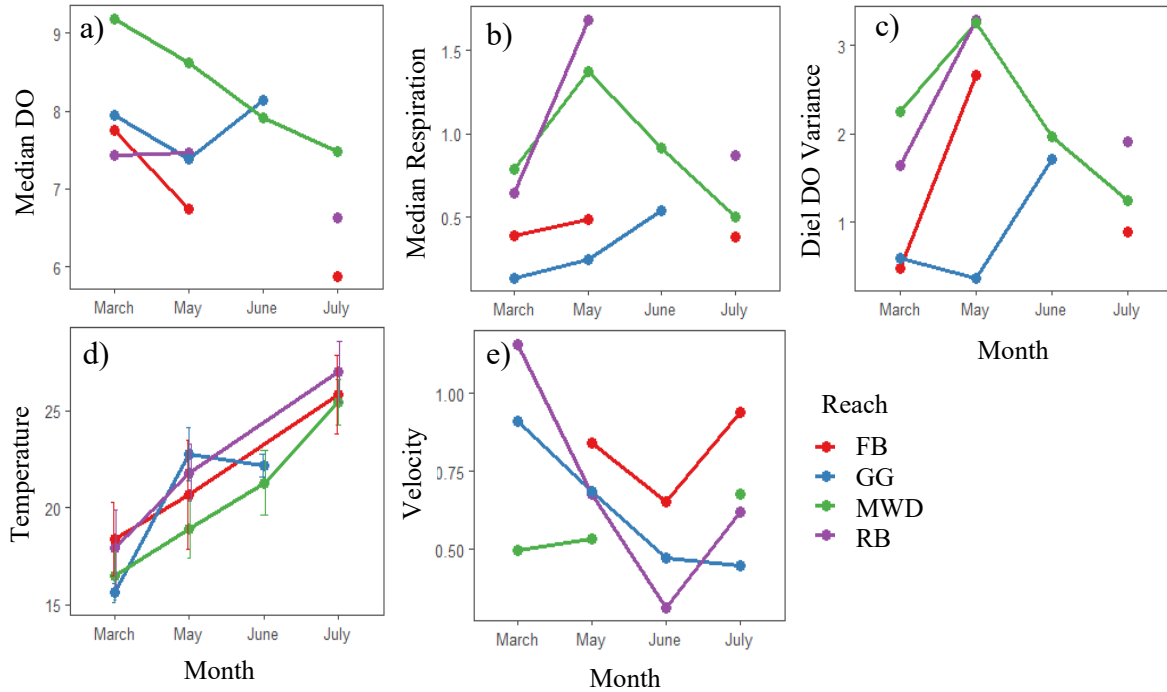 a)
Median DO
9
8
7
6
March May June July
b)
Median Respiration
1.5
1.0
0.5
March May June July
c)
Diel DO Variance
3
2
1
March May June July
Month
d)
Temperature
25
20
15
March May June July
Month
e)
Velocity
1.00
0.75
0.50
March May June July
Month
Reach
FB
GG
MWD
RB